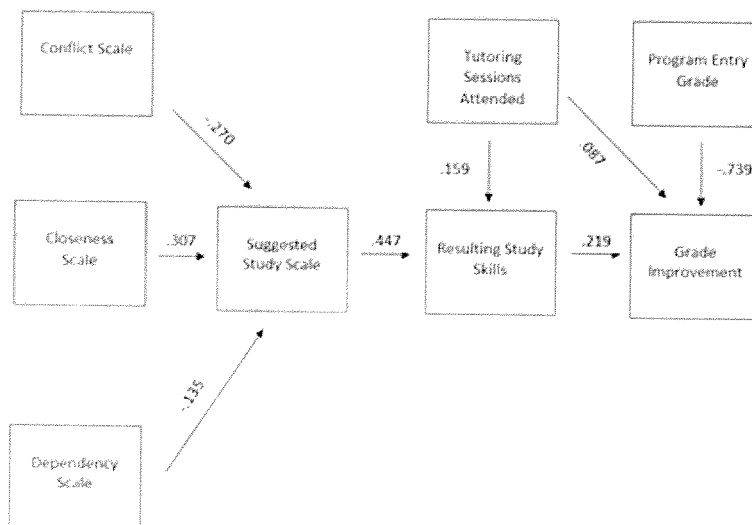 Conflict Scale
Tutoring
Sessions
Attended
Program Entry
Grade
-.270
.159
.087
-.739
Closeness
Scale
.307
Suggested
Study Scale
.447
Resulting Study
Skills
.219
Grade
Improvement
-.135
Dependency
Scale